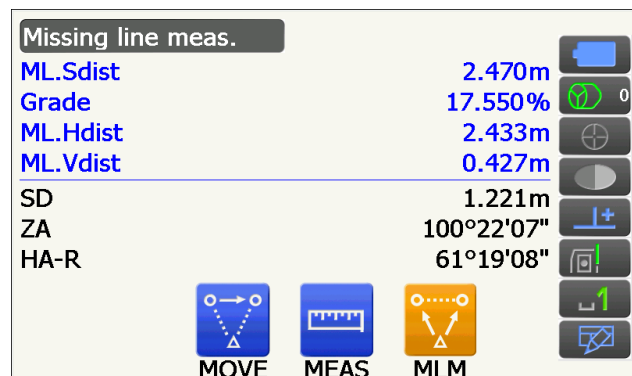 Missing line meas.
ML.Sdist 2.470m
Grade 17.550%
ML.Hdist 2.433m
ML.Vdist 0.427m
SD 1.221m
ZA 100°22'07"
HA-R 61°19'08"
0
1
MOVE MEAS MLM